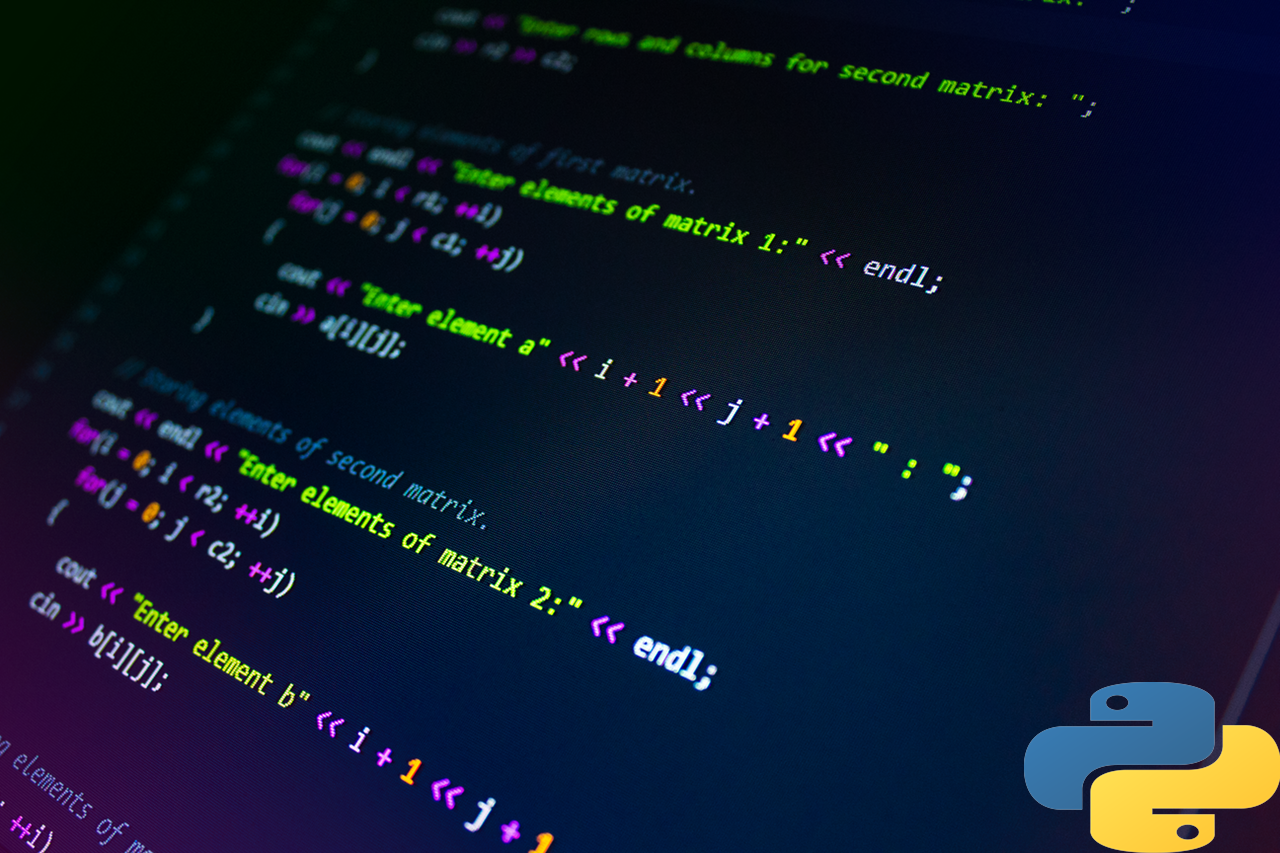 cout << "Enter rows and columns for second matrix: ";
cin >> r2 >> c2;
}
// Storing elements of first matrix.
cout << endl << "Enter elements of matrix 1:" << endl;
for(i = 0; i < r1; ++i)
for(j = 0; j < c1; ++j)
{
cout << "Enter element a" << i + 1 << j + 1 << " : ";
cin >> a[i][j];
}
// Storing elements of second matrix.
cout << endl << "Enter elements of matrix 2:" << endl;
for(i = 0; i < r2; ++i)
for(j = 0; j < c2; ++j)
{
cout << "Enter element b" << i + 1 << j + 1
cin >> b[i][j];
elements of
++i)